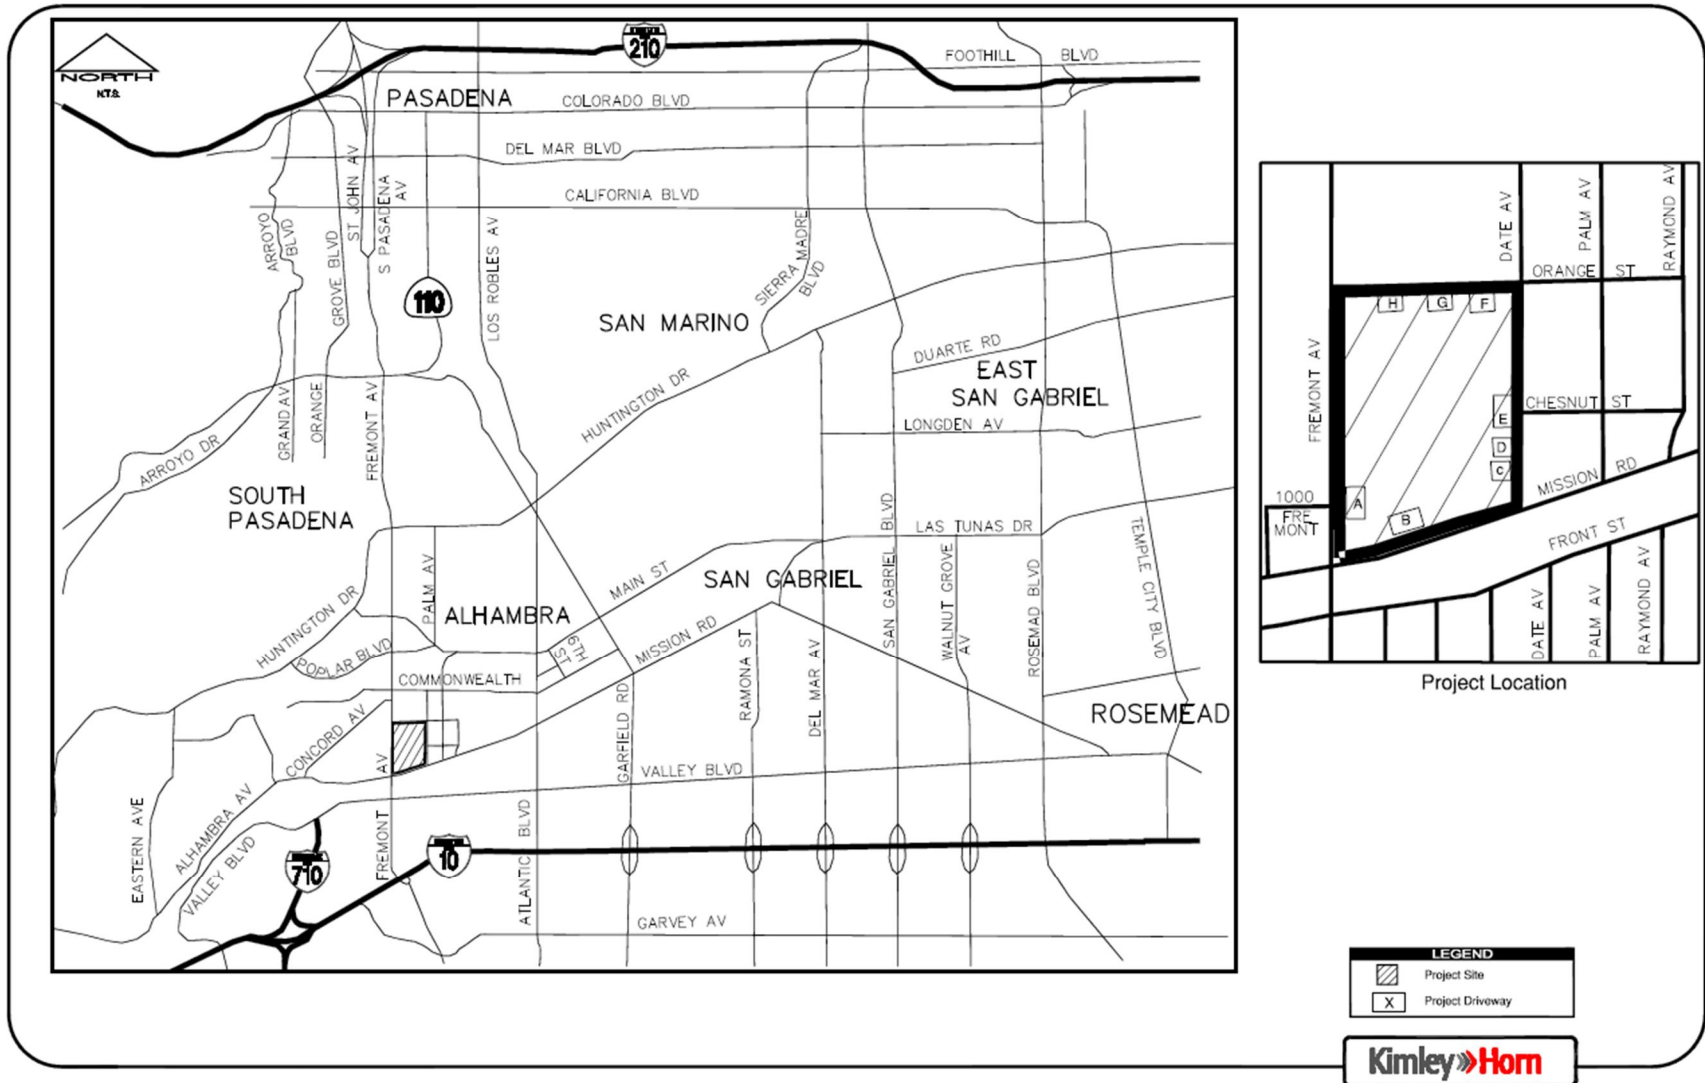 NORTH
N.T.S.
210
FOOTHILL BLVD
PASADENA
COLORADO BLVD
DEL MAR BLVD
CALIFORNIA BLVD
ARROYO
BLVD
GROVE BLVD
ST JOHN AV
S PASADENA
AV
LOS ROBLES AV
SIERRA MADRE
BLVD
110
SAN MARINO
DUARTE RD
EAST
SAN GABRIEL
HUNTINGTON DR
LONGDEN AV
ARROYO DR
GRAND AV
ORANGE
FREMONT AV
SOUTH
PASADENA
LAS TUNAS DR
SAN GABRIEL BLVD
WALNUT GROVE
AV
ROSEMAD BLVD
TEMPLE CITY BLVD
PALM AV
ALHAMBRA
MAIN ST
SAN GABRIEL
HUNTINGTON DR
POPLAR BLVD
6TH
ST
MISSION RD
COMMONWEALTH
RAMONA ST
DEL MAR AV
GARFIELD RD
ROSEMEAD
CONCORD AV
VALLEY BLVD
EASTERN AVE
ALHAMBRA AV
VALLEY BLVD
FREMONT AV
ATLANTIC BLVD
710
10
GARVEY AV
DATE AV
PALM AV
RAYMOND AV
ORANGE ST
H
G
F
FREMONT AV
CHESNUT ST
E
D
C
A
B
MISSION RD
1000
FRE
MONT
FRONT ST
DATE AV
PALM AV
RAYMOND AV
Project Location
LEGEND
Project Site
X
Project Driveway
Kimley»Horn